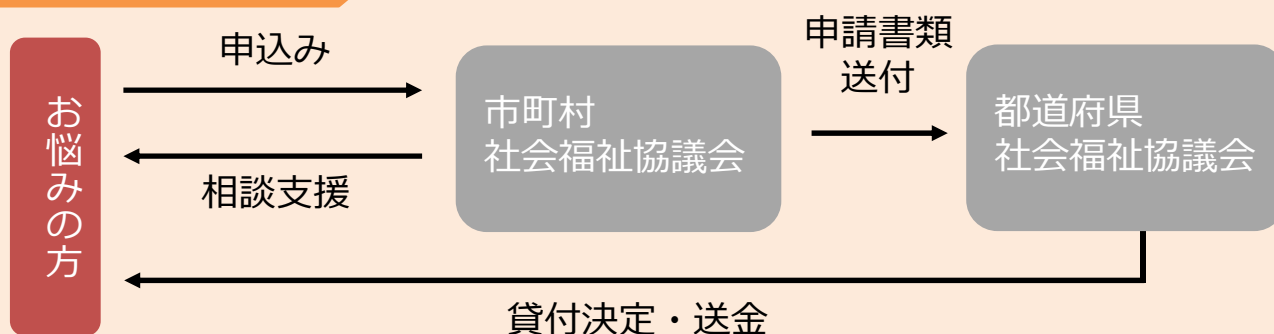 お悩みの方
申込み
相談支援
市町村
社会福祉協議会
申請書類
送付
都道府県
社会福祉協議会
貸付決定・送金